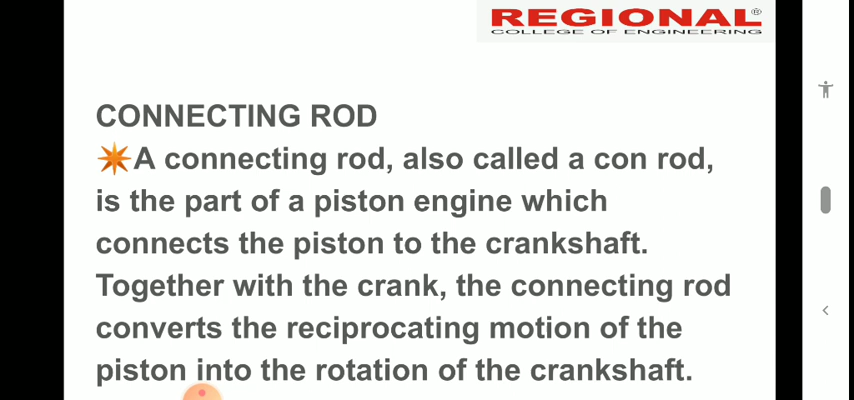 REGIONAL®
COLLEGE OF ENGINEERING
CONNECTING ROD
A connecting rod, also called a con rod,
is the part of a piston engine which
connects the piston to the crankshaft.
Together with the crank, the connecting rod
converts the reciprocating motion of the
piston into the rotation of the crankshaft.